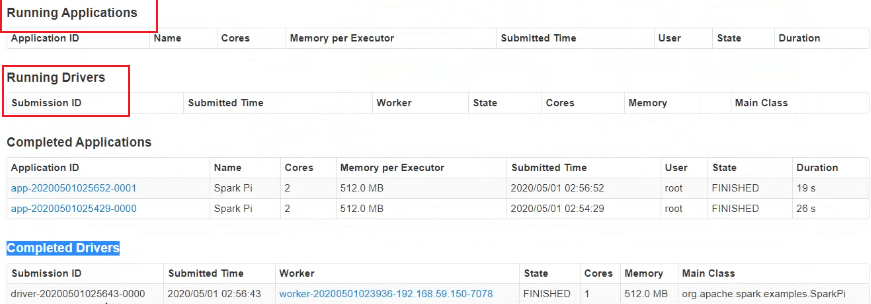 Running Applications
Application ID Name Cores Memory per Executor Submitted Time User State Duration
Running Drivers
Submission ID Submitted Time Worker State Cores Memory Main Class
Completed Applications
Application ID Name Cores Memory per Executor Submitted Time User State Duration
app-20200501025652-0001 Spark Pi 2 512.0 MB 2020/05/01 02:56:52 root FINISHED 19 s
app-20200501025429-0000 Spark Pi 2 512.0 MB 2020/05/01 02:54:29 root FINISHED 26 s
Completed Drivers
Submission ID Submitted Time Worker State Cores Memory Main Class
driver-20200501025643-0000 2020/05/01 02:56:43 worker-20200501023936-192.168.59.150-7078 FINISHED 1 512.0 MB org.apache.spark.examples.SparkPi